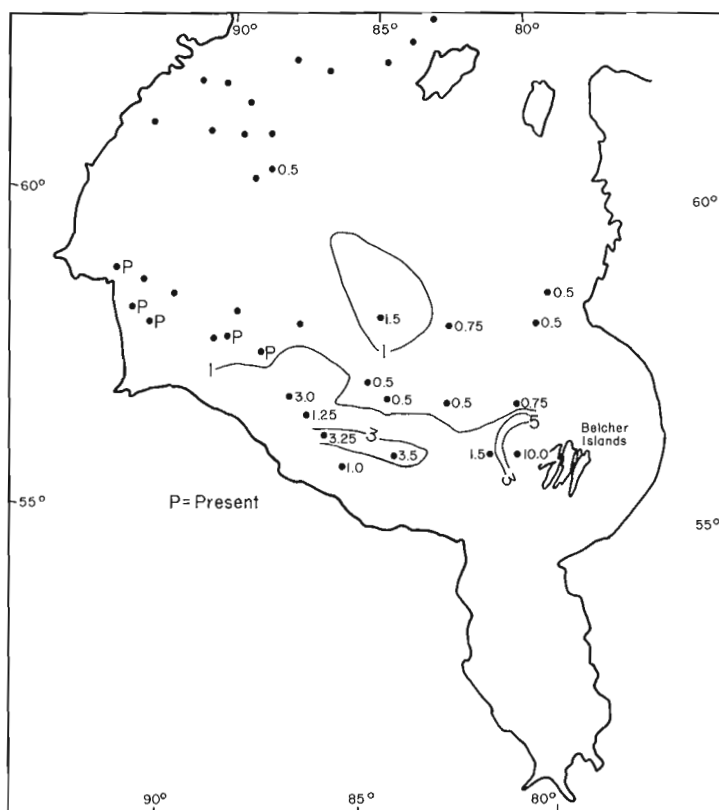 90° 85° 80°
0.5
60° 60°
P
0.5
P 1.5
P 0.75 0.5
P
P 1
1 0.5
3.0 0.5 0.5 0.75
1.25 5
3 Belcher
3.25 Islands
3.5 1.5 10.0
1.0 3
55° P=Present 55°
90° 85° 80°